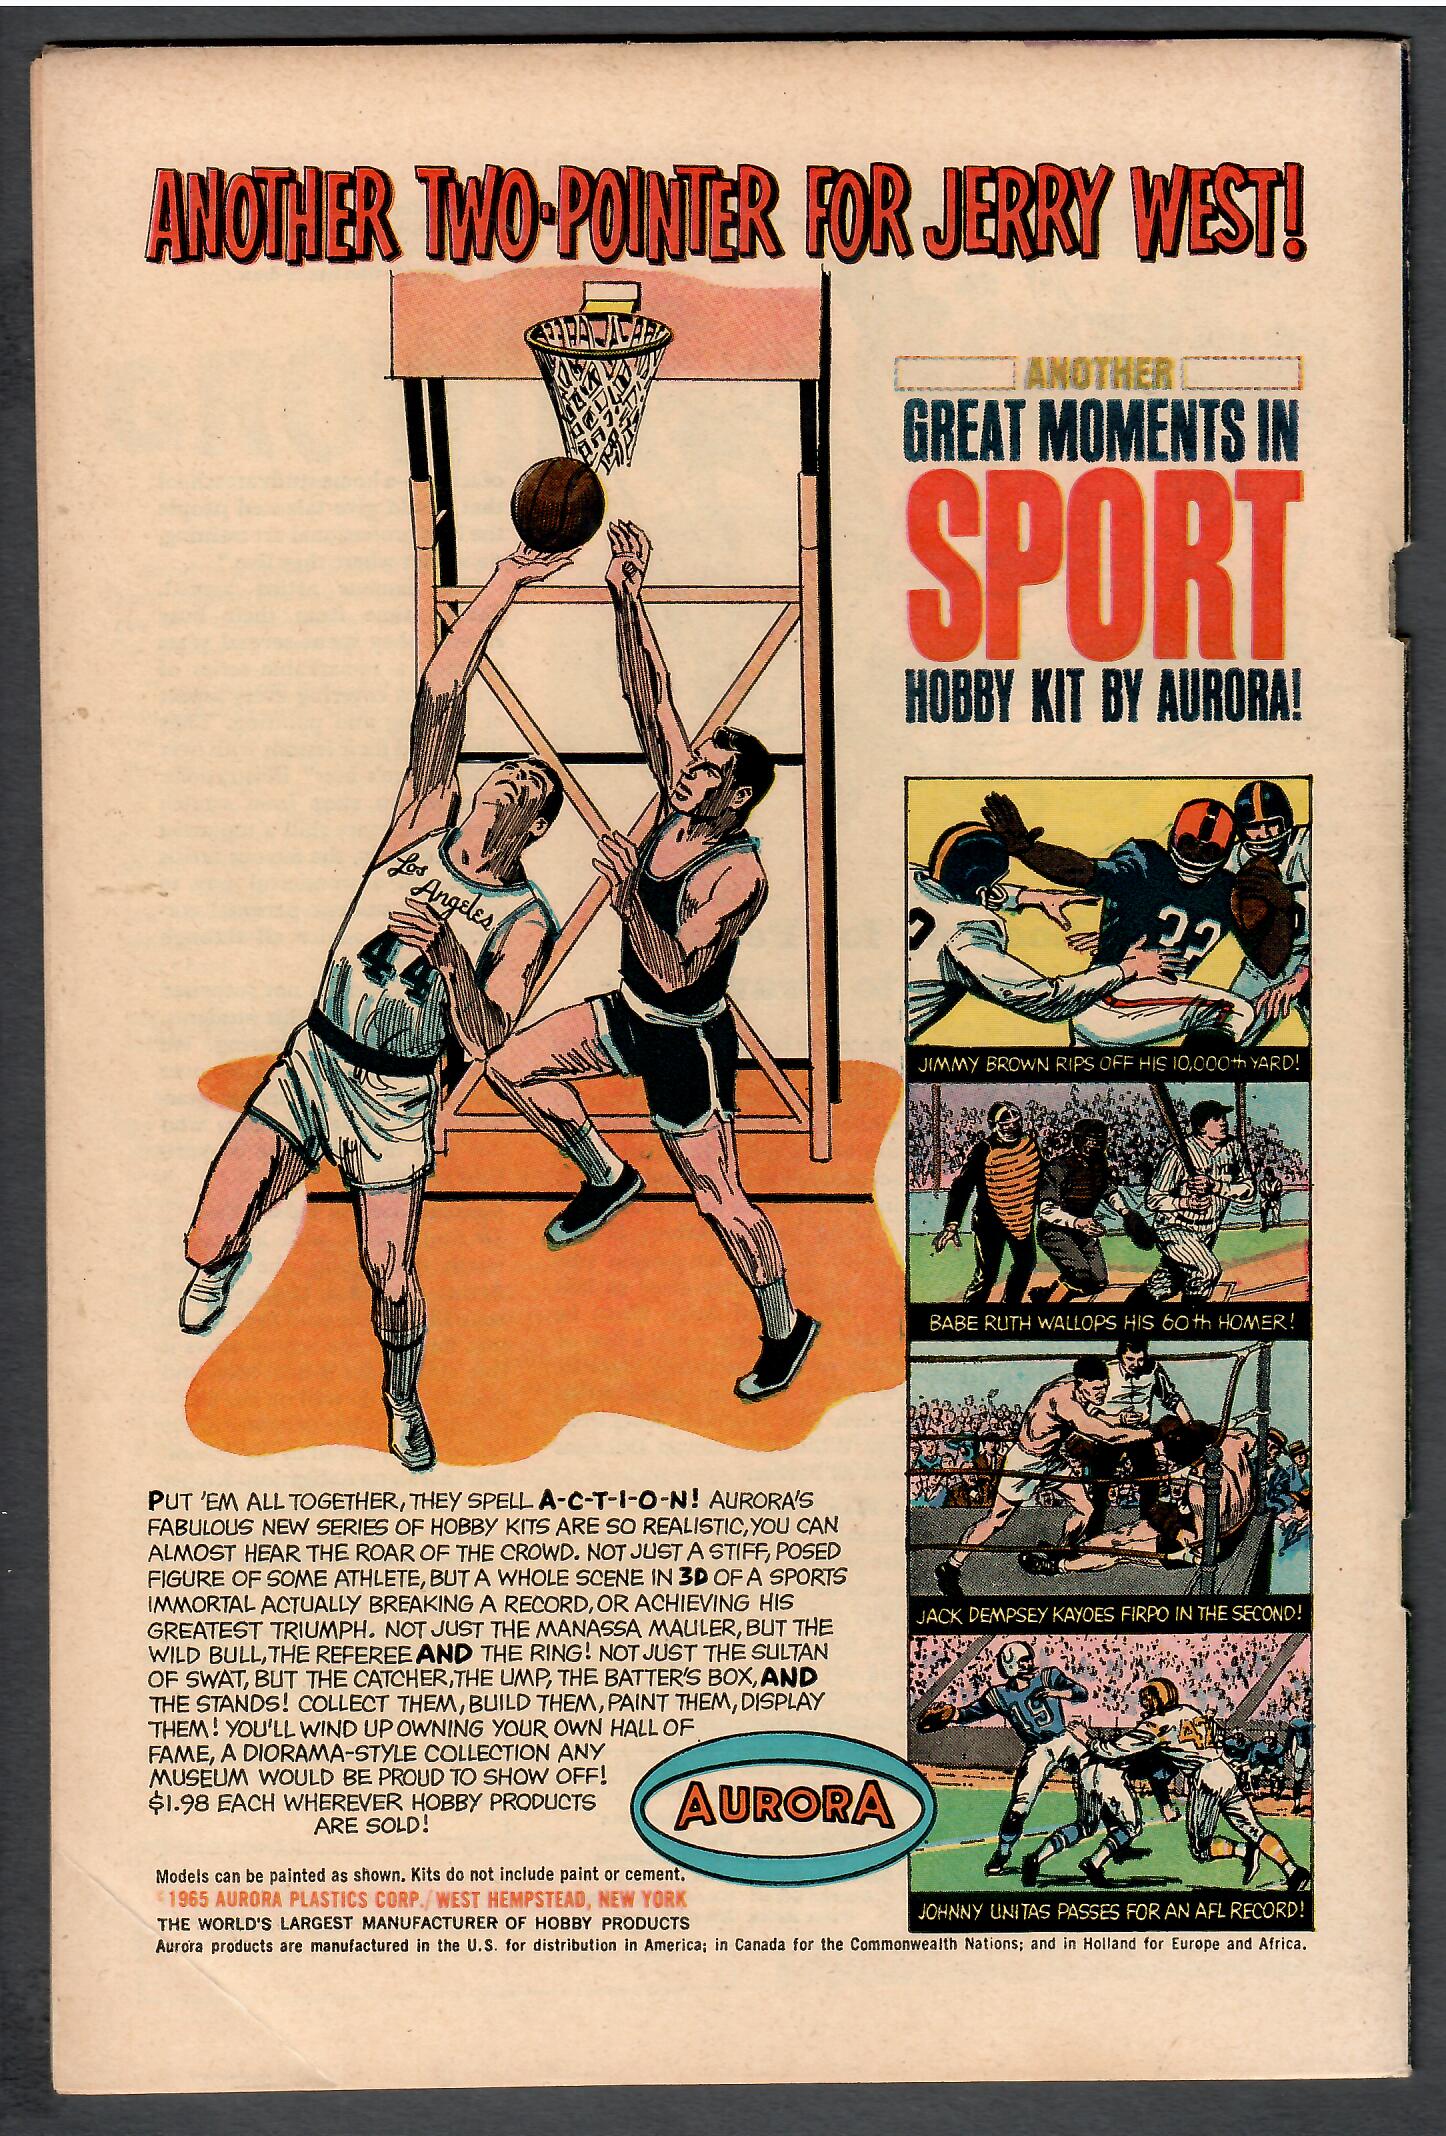 ANOTHER TWO-POINTER FOR JERRY WEST!
ANOTHER
GREAT MOMENTS IN
SPORT
HOBBY KIT BY AURORA!
Los
Angeles
44
32
JIMMY BROWN RIPS OFF HIS 10,000th YARD!
BABE RUTH WALLOPS HIS 60th HOMER!
JACK DEMPSEY KAYOES FIRPO IN THE SECOND!
15
JOHNNY UNITAS PASSES FOR AN AFL RECORD!
PUT 'EM ALL TOGETHER, THEY SPELL A-C-T-I-O-N! AURORA'S
FABULOUS NEW SERIES OF HOBBY KITS ARE SO REALISTIC, YOU CAN
ALMOST HEAR THE ROAR OF THE CROWD. NOT JUST A STIFF, POSED
FIGURE OF SOME ATHLETE, BUT A WHOLE SCENE IN 3D OF A SPORTS
IMMORTAL ACTUALLY BREAKING A RECORD, OR ACHIEVING HIS
GREATEST TRIUMPH. NOT JUST THE MANASSA MAULER, BUT THE
WILD BULL, THE REFEREE AND THE RING! NOT JUST THE SULTAN
OF SWAT, BUT THE CATCHER, THE UMP, THE BATTER'S BOX, AND
THE STANDS! COLLECT THEM, BUILD THEM, PAINT THEM, DISPLAY
THEM! YOU'LL WIND UP OWNING YOUR OWN HALL OF
FAME, A DIORAMA-STYLE COLLECTION ANY
MUSEUM WOULD BE PROUD TO SHOW OFF!
$1.98 EACH WHEREVER HOBBY PRODUCTS
ARE SOLD!
AURORA
Models can be painted as shown. Kits do not include paint or cement.
©1965 AURORA PLASTICS CORP./WEST HEMPSTEAD, NEW YORK
THE WORLD'S LARGEST MANUFACTURER OF HOBBY PRODUCTS
Aurora products are manufactured in the U.S. for distribution in America; in Canada for the Commonwealth Nations; and in Holland for Europe and Africa.